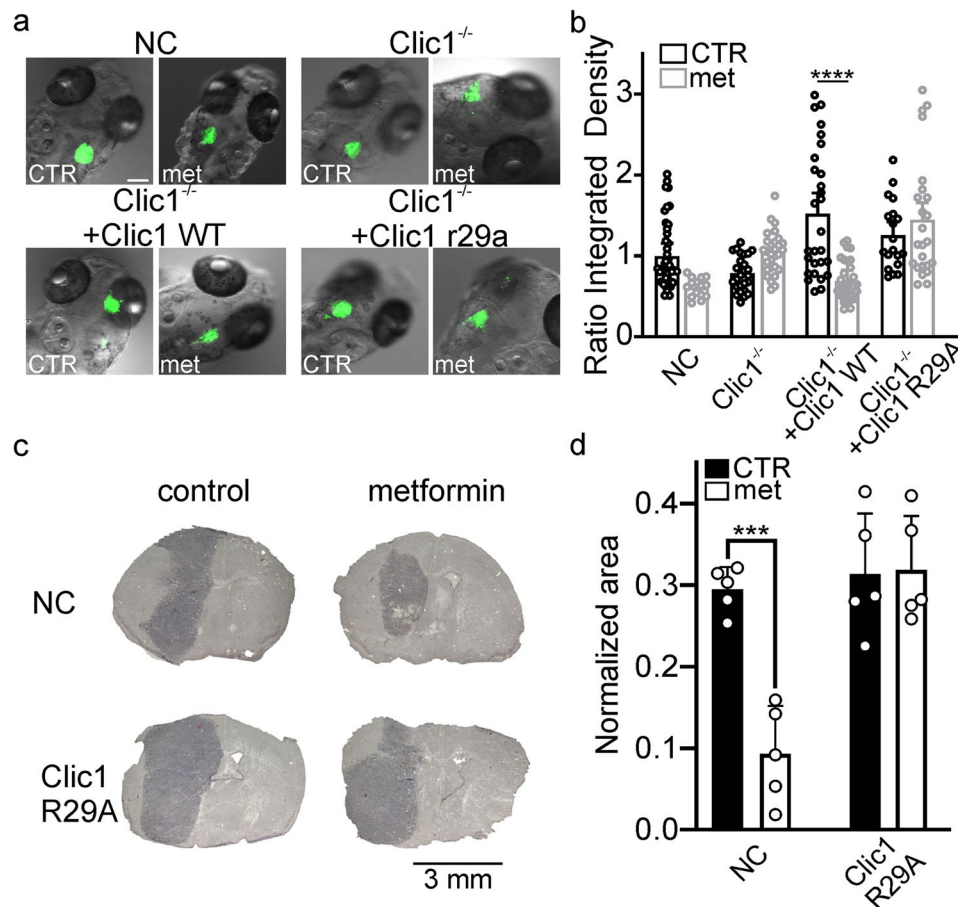 a
NC
Clic1-/-
CTR
met
CTR
met
Clic1-/-
+Clic1 WT
Clic1-/-
+Clic1 r29a
CTR
met
CTR
met
b
CTR
met
****
Ratio Integrated Density
3
2
1
0
NC
Clic1-/-
Clic1-/-
+Clic1 WT
Clic1-/-
+Clic1 R29A
c
control
metformin
NC
Clic1
R29A
3 mm
d
CTR
met
***
Normalized area
0.4
0.3
0.2
0.1
0.0
NC
Clic1
R29A